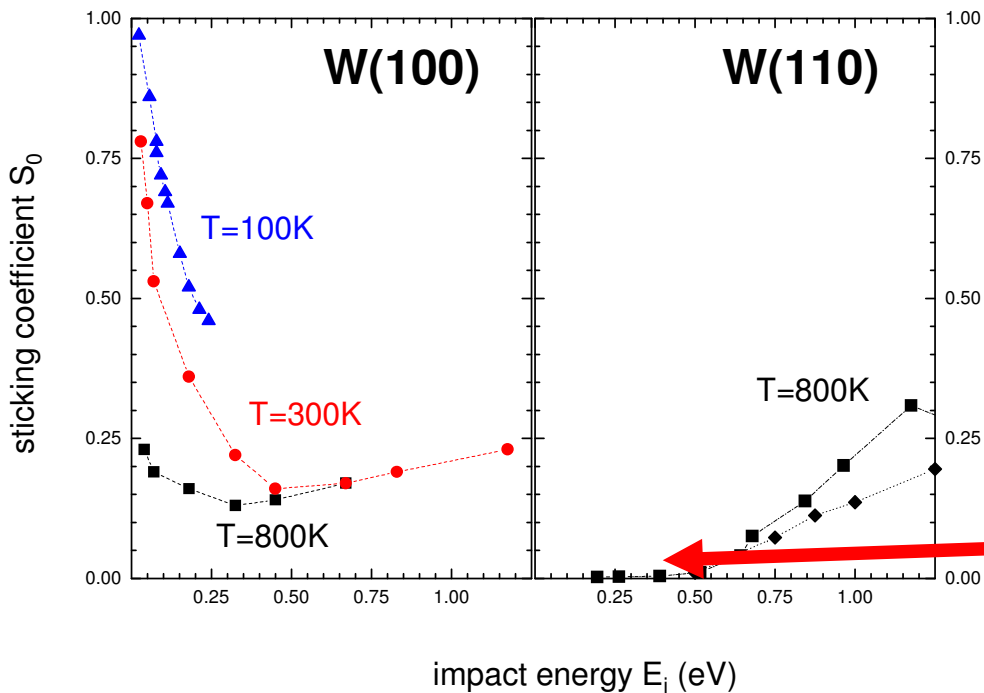 W(100)
W(110)
sticking coefficient S₀
1.00
0.75
0.50
0.25
0.00
T=100K
T=300K
T=800K
T=800K
1.00
0.75
0.50
0.25
0.00
0.25 0.50 0.75 1.00
0.25 0.50 0.75 1.00
impact energy Eᵢ (eV)